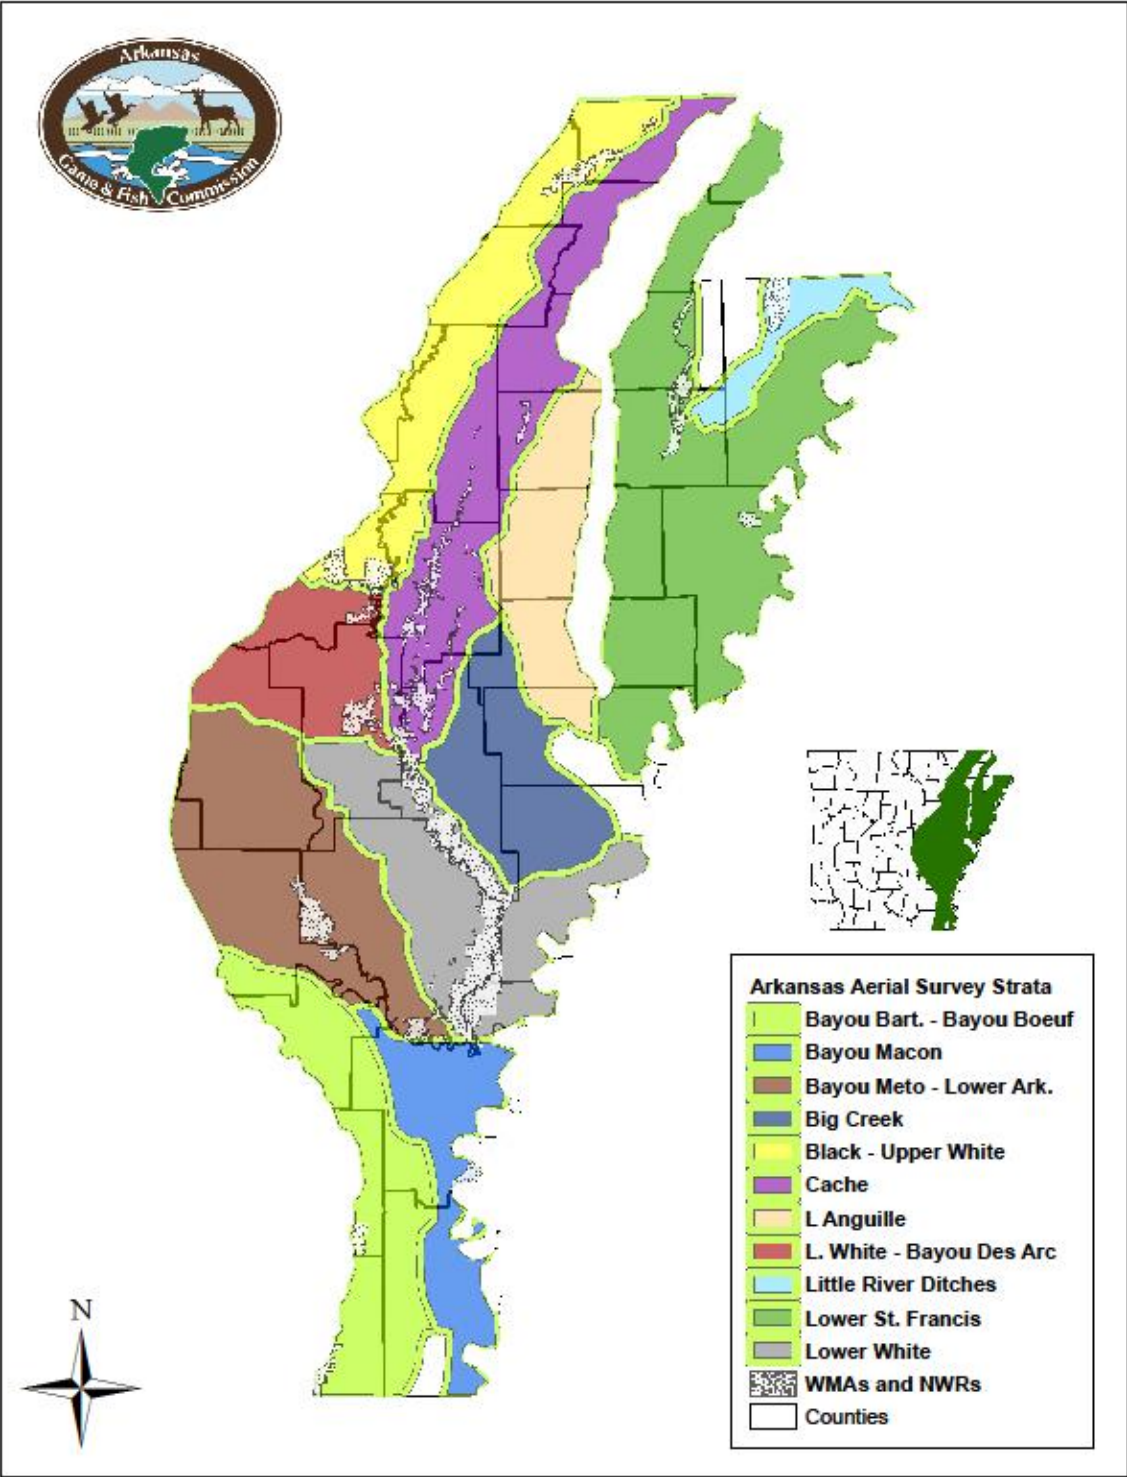 Arkansas
Game & Fish Commission
Arkansas Aerial Survey Strata
Bayou Bart. - Bayou Boeuf
Bayou Macon
Bayou Meto - Lower Ark.
Big Creek
Black - Upper White
Cache
L Anguille
L. White - Bayou Des Arc
Little River Ditches
Lower St. Francis
Lower White
WMAs and NWRs
Counties
N